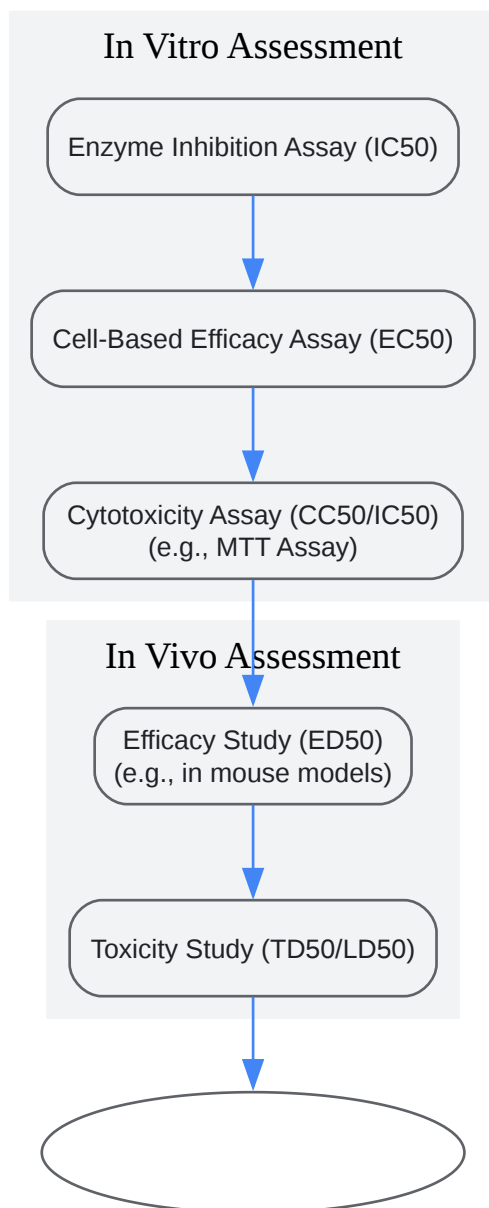 In Vitro Assessment
Enzyme Inhibition Assay (IC50)
Cell-Based Efficacy Assay (EC50)
Cytotoxicity Assay (CC50/IC50)
(e.g., MTT Assay)
In Vivo Assessment
Efficacy Study (ED50)
(e.g., in mouse models)
Toxicity Study (TD50/LD50)